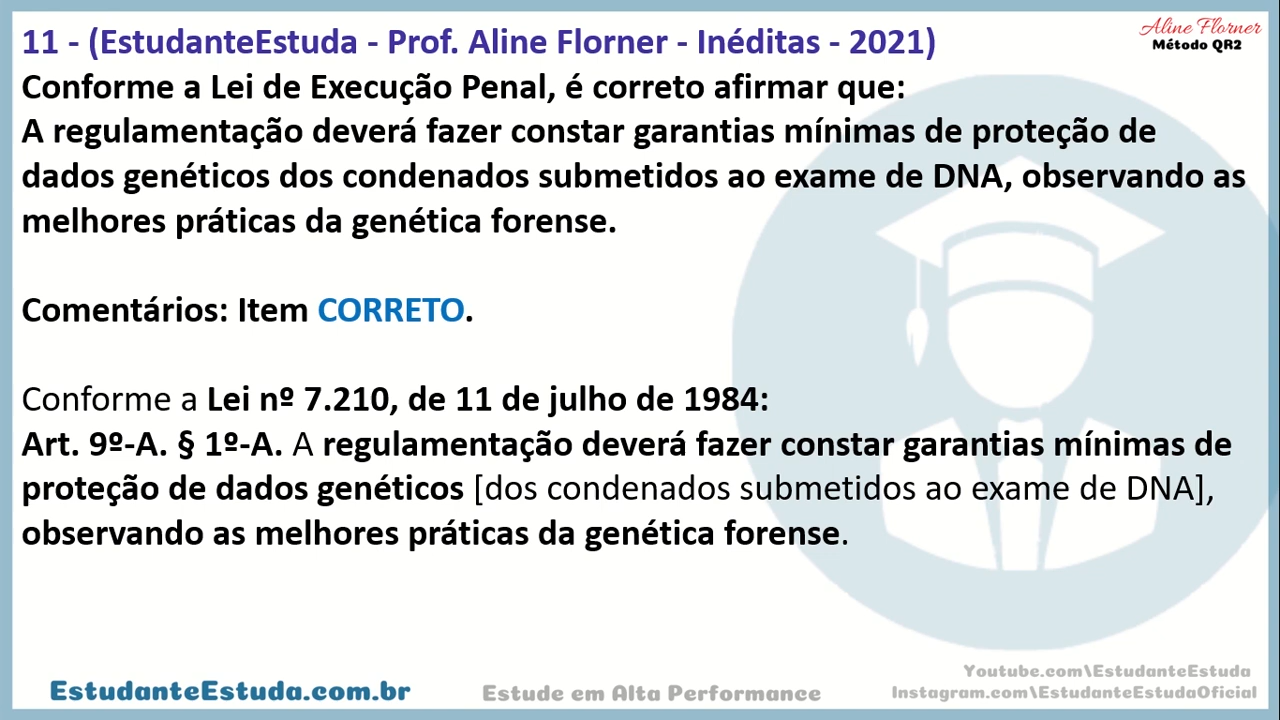 11 - (EstudanteEstuda - Prof. Aline Florner - Inéditas - 2021)
Aline Florner
Método QR2
Conforme a Lei de Execução Penal, é correto afirmar que:
A regulamentação deverá fazer constar garantias mínimas de proteção de
dados genéticos dos condenados submetidos ao exame de DNA, observando as
melhores práticas da genética forense.
Comentários: Item CORRETO.
Conforme a Lei nº 7.210, de 11 de julho de 1984:
Art. 9º-A. § 1º-A. A regulamentação deverá fazer constar garantias mínimas de
proteção de dados genéticos [dos condenados submetidos ao exame de DNA],
observando as melhores práticas da genética forense.
EstudanteEstuda.com.br
Estude em Alta Performance
Youtube.com\EstudanteEstuda
Instagram.com\EstudanteEstudaOficial